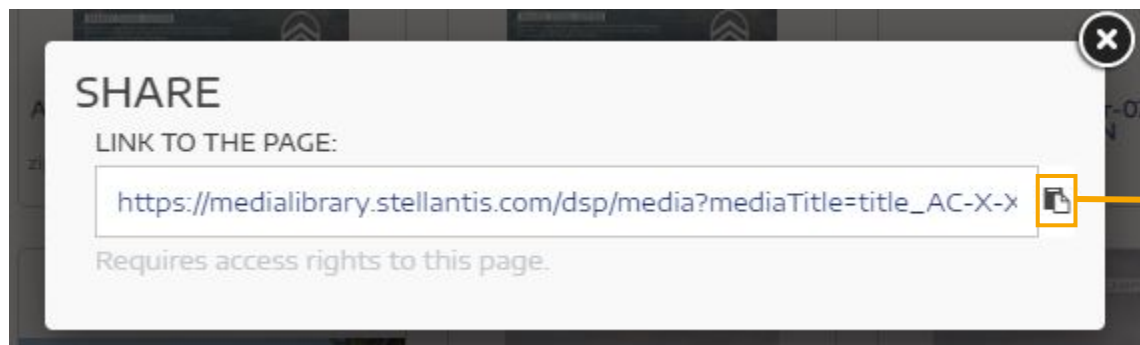 SHARE
LINK TO THE PAGE:
https://medialibrary.stellantis.com/dsp/media?mediaTitle=title_AC-X-X
Requires access rights to this page.